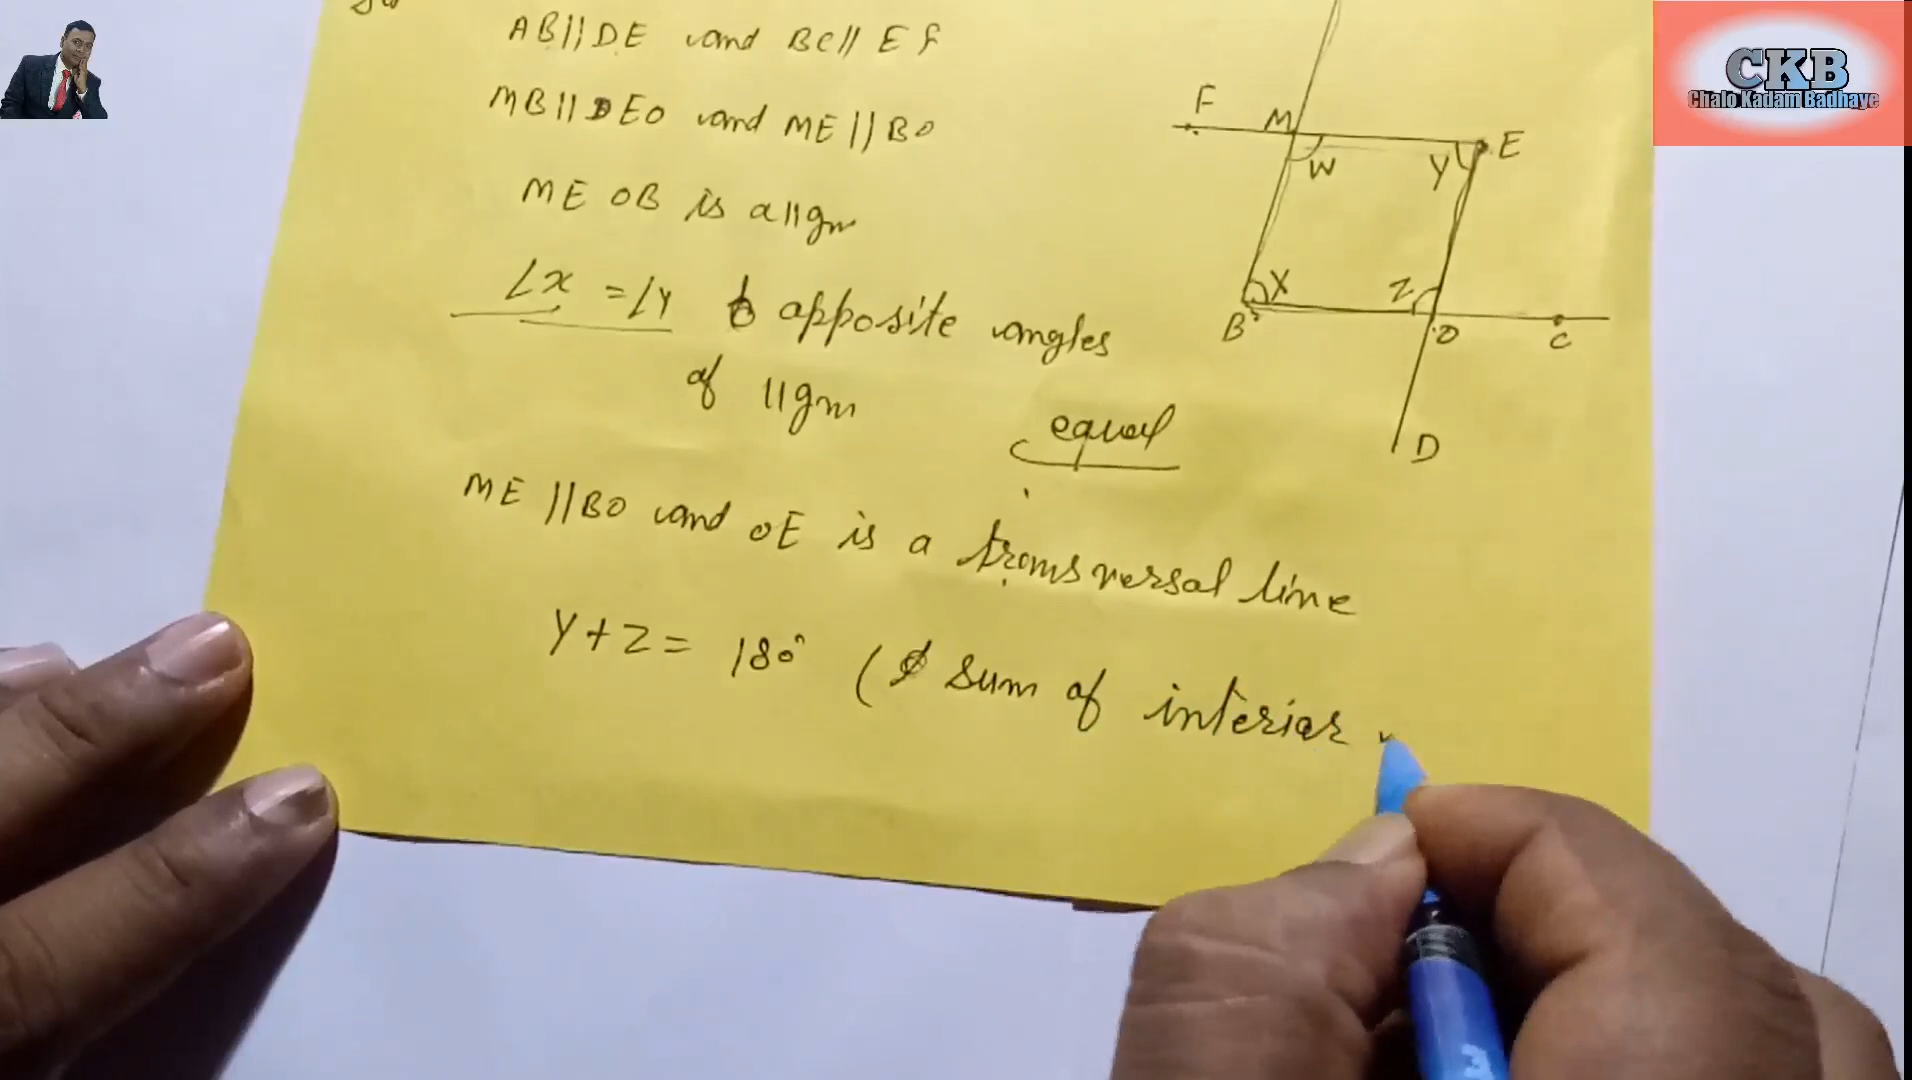 AB||DE and BC||EF
MB||DEO and ME||BO
MEOB is a ||gm
∠x = ∠y opposite angles
of ||gm equal
ME||BO and OE is a transversal line
Y+Z= 180° ( sum of interior
F M E
W Y
X Z
B O C
D
CKB
Chalo Kadam Badhaye